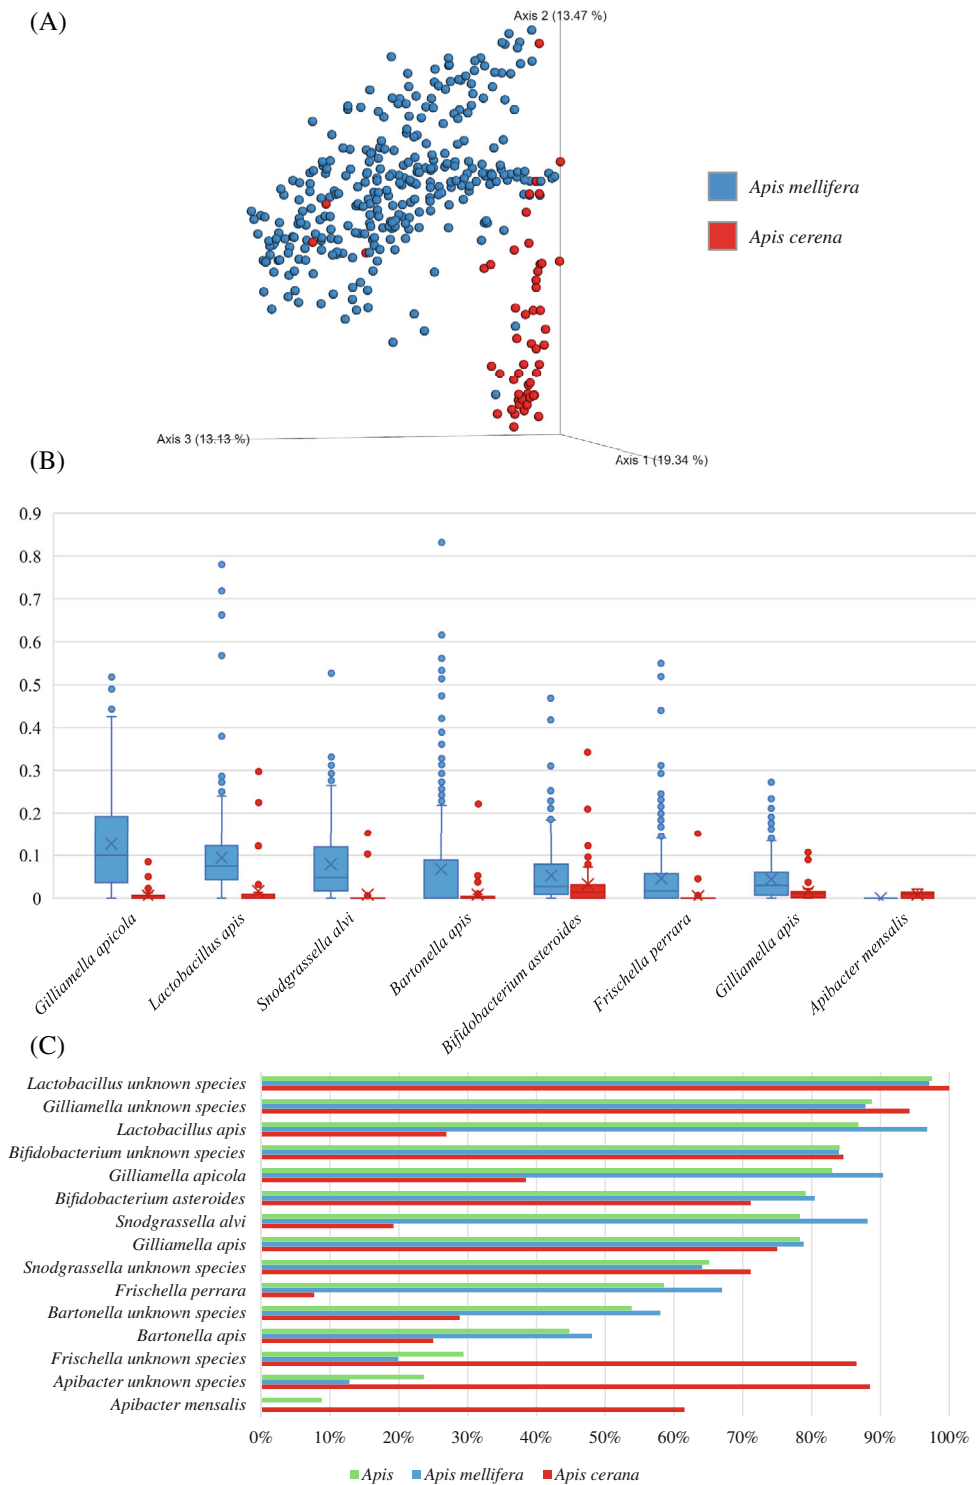 (A)
Axis 2 (13.47 %)
Apis mellifera
Apis cerena
Axis 3 (13.13 %)
Axis 1 (19.34 %)
(B)
0.9
0.8
0.7
0.6
0.5
0.4
0.3
0.2
0.1
0
Gilliamella apicola
Lactobacillus apis
Snodgrassella alvi
Bartonella apis
Bifidobacterium asteroides
Frischella perrara
Gilliamella apis
Apibacter mensalis
(C)
Lactobacillus unknown species
Gilliamella unknown species
Lactobacillus apis
Bifidobacterium unknown species
Gilliamella apicola
Bifidobacterium asteroides
Snodgrassella alvi
Gilliamella apis
Snodgrassella unknown species
Frischella perrara
Bartonella unknown species
Bartonella apis
Frischella unknown species
Apibacter unknown species
Apibacter mensalis
0% 10% 20% 30% 40% 50% 60% 70% 80% 90% 100%
Apis Apis mellifera Apis cerana